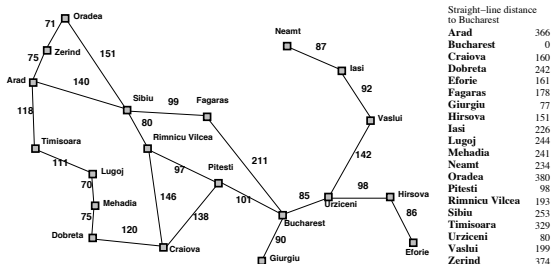 Oradea
71
Neamt
Zerind
87
75
151
Iasi
Arad
140
92
Sibiu
99
Fagaras
118
80
Vaslui
Rimnicu Vilcea
Timisoara
111
142
Lugoj
97
Pitesti
211
70
98
Hirsova
Mehadia
146
101
85
Urziceni
75
138
86
Bucharest
Dobreta
120
90
Craiova
Eforie
Giurgiu
Straight−line distance
to Bucharest
Arad 366
Bucharest 0
Craiova 160
Dobreta 242
Eforie 161
Fagaras 178
Giurgiu 77
Hirsova 151
Iasi 226
Lugoj 244
Mehadia 241
Neamt 234
Oradea 380
Pitesti 98
Rimnicu Vilcea 193
Sibiu 253
Timisoara 329
Urziceni 80
Vaslui 199
Zerind 374